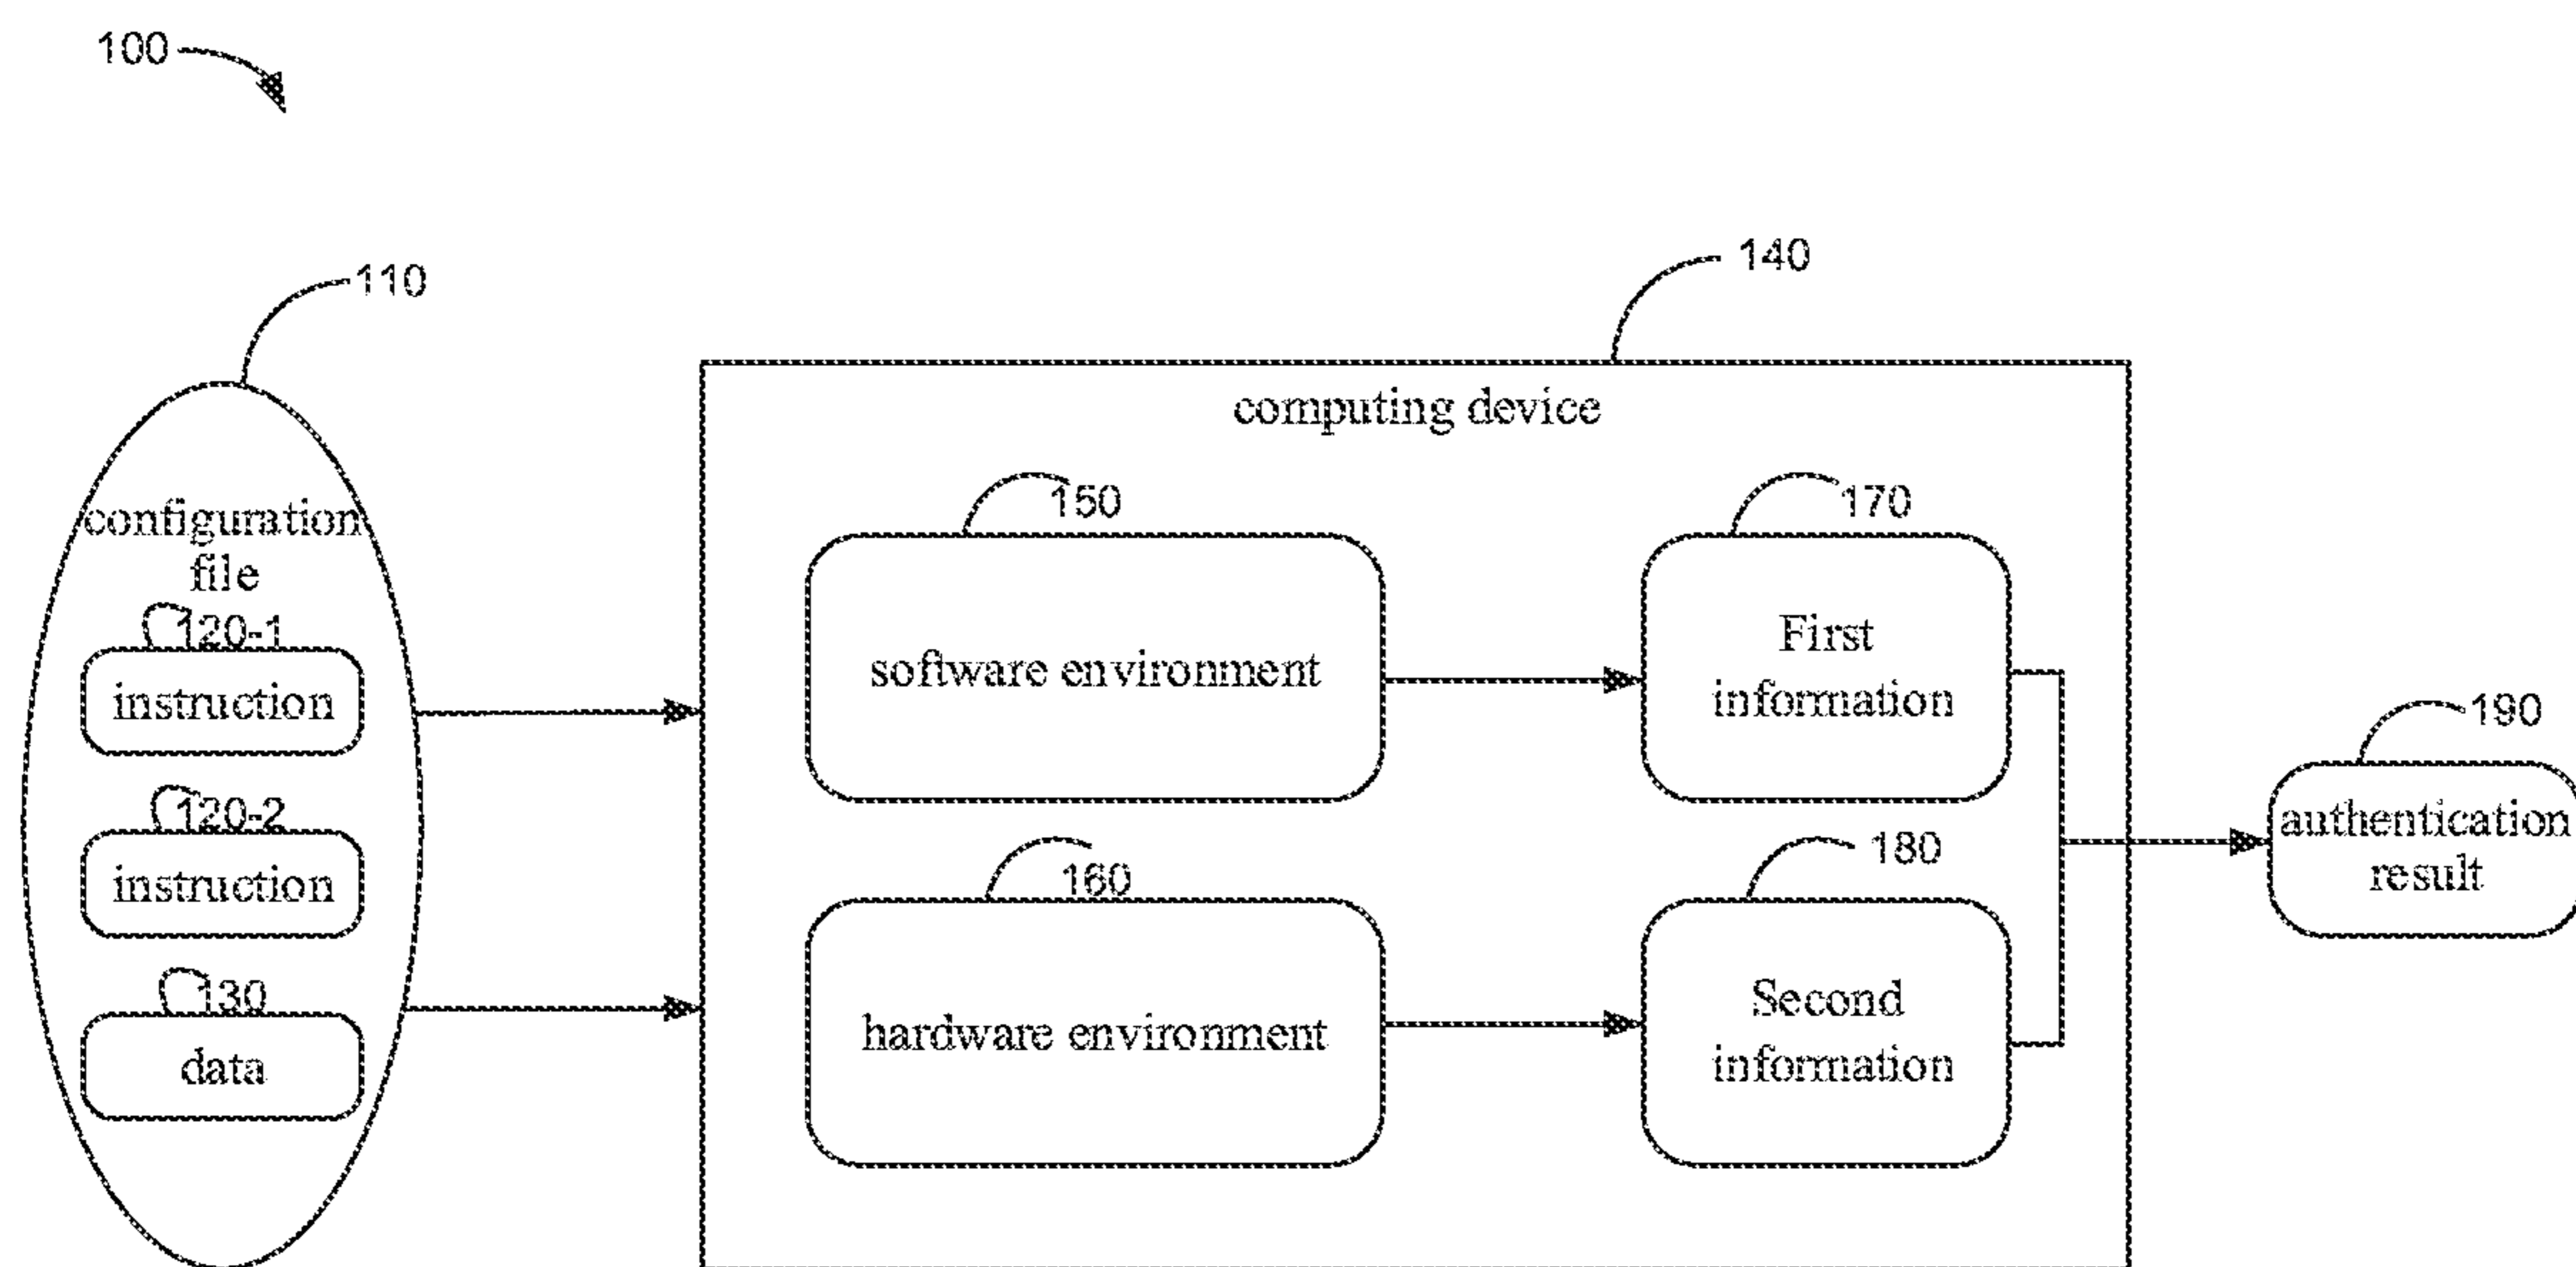 100
110
140
computing device
configuration
file
120-1
instruction
120-2
instruction
130
data
150
software environment
160
hardware environment
170
First
information
180
Second
information
190
authentication
result